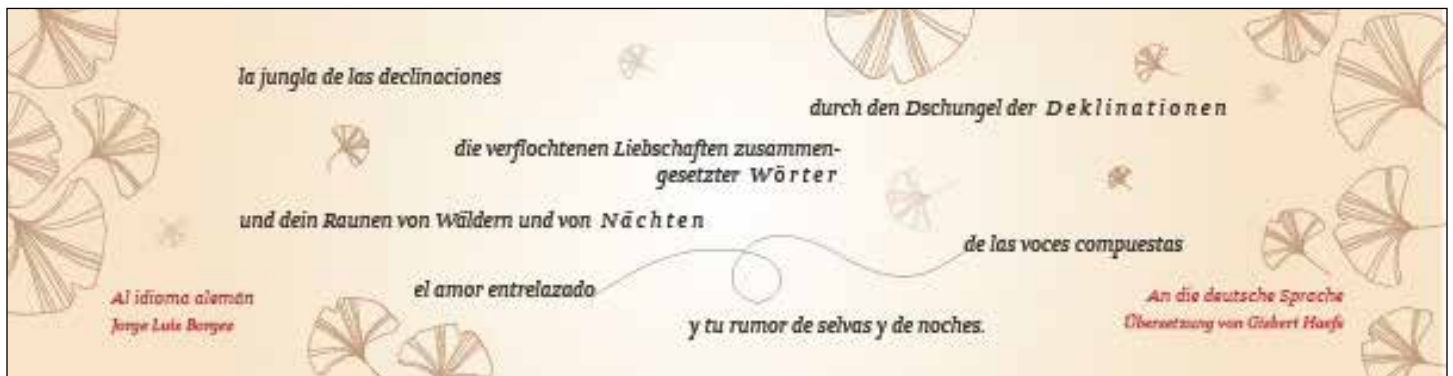 la jungla de las declinaciones
durch den Dschungel der Deklinationen
die verflochtenen Liebschaften zusammen-
gesetzter Wörter
und dein Raunen von Wäldern und von Nächten
de las voces compuestas
el amor entrelazado
y tu rumor de selvas y de noches.
Al idioma alemán
Jorge Luis Borges
An die deutsche Sprache
Übersetzung von Gisbert Haefs